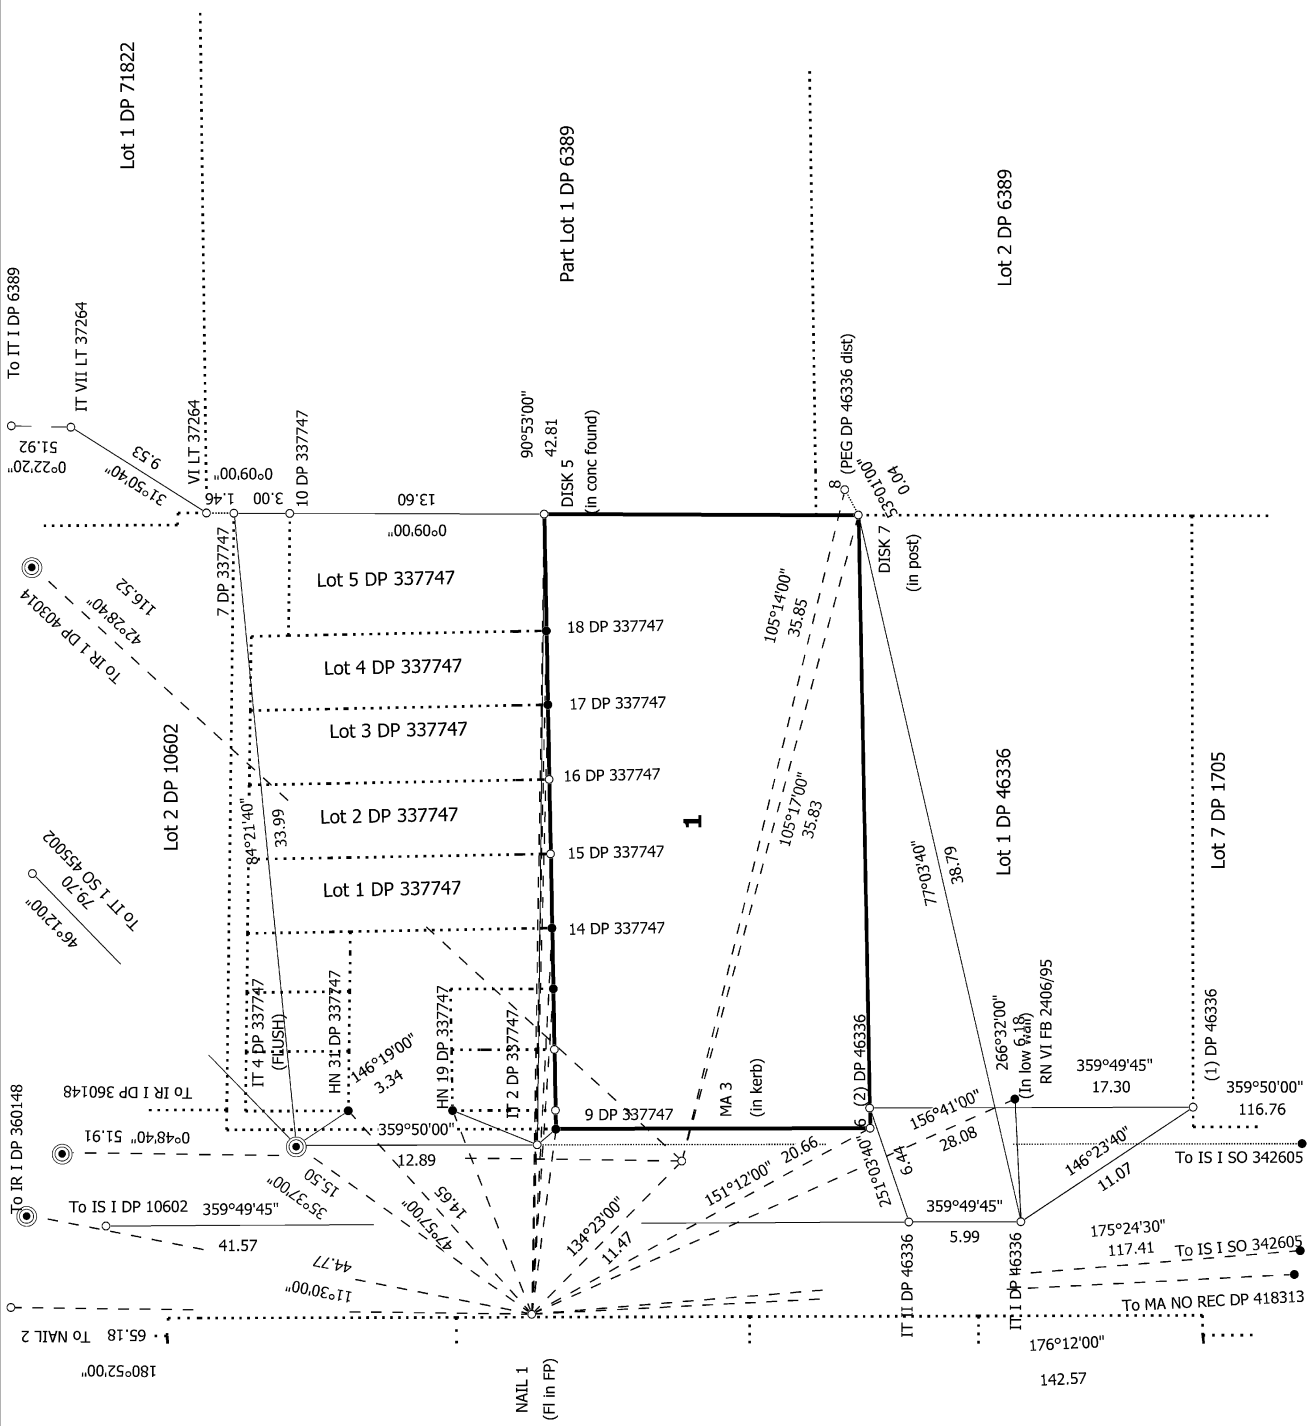 Lot 1 DP 71822
Part Lot 1 DP 6389
Lot 2 DP 6389
To IT I DP 6389
IT VII LT 37264
51.92
0°22'20"
9.53
31°50'40"
VI LT 37264
0°09'00"
1.46
3.00
10 DP 337747
13.60
0°09'00"
90°53'00"
42.81
DISK 5
(in conc found)
8
(PEG DP 46336 dist)
53°01'00"
0.04
DISK 7
(in post)
7 DP 337747
To IR 1 DP 403014
116.52
42°28'40"
Lot 5 DP 337747
18 DP 337747
Lot 4 DP 337747
17 DP 337747
Lot 3 DP 337747
16 DP 337747
Lot 2 DP 337747
15 DP 337747
Lot 1 DP 337747
14 DP 337747
105°14'00"
35.85
105°17'00"
35.83
1
Lot 2 DP 10602
84°21'40"
33.99
77°03'40"
38.79
Lot 1 DP 46336
Lot 7 DP 1705
To IT 1 SO 455002
79.70
46°12'00"
IT 4 DP 337747
(FLUSH)
HN 31 DP 337747
146°19'00"
3.34
HN 19 DP 337747
IT 2 DP 337747
9 DP 337747
MA 3
(in kerb)
(2) DP 46336
266°32'00"
6.18
(In low wall)
RN VI FB 2406/95
359°49'45"
17.30
(1) DP 46336
359°50'00"
116.76
To IS I SO 342605
To IR I DP 360148
To IR I DP 360148
0°48'40"
51.91
359°50'00"
12.89
156°41'00"
28.08
146°23'40"
11.07
151°12'00"
20.66
251°03'40"
6.44
To IS I DP 10602
359°49'45"
41.57
15.50
35°37'00"
14.65
47°57'00"
134°23'00"
11.47
359°49'45"
5.99
175°24'30"
117.41
To IS I SO 342605
44.77
11°30'00"
IT III DP 46336
IT I DP 46336
To MA NO REC DP 418313
176°12'00"
142.57
To NAIL 2
65.18
180°52'00"
NAIL 1
(Fl in FP)